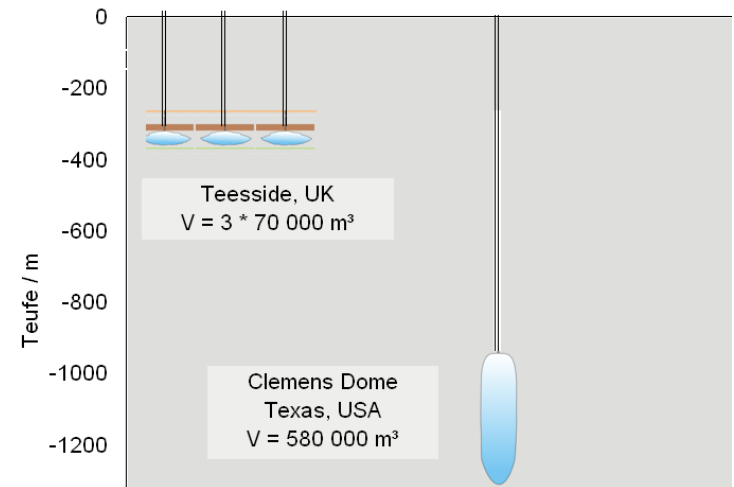 0
-200
-400
-600
-800
-1000
-1200
Teufe / m
Teesside, UK
V = 3 * 70 000 m³
Clemens Dome
Texas, USA
V = 580 000 m³